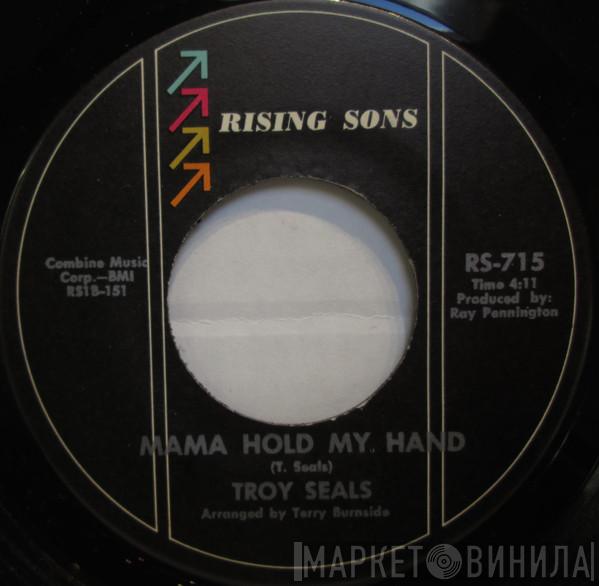 RISING SONS
Combine Music
Corp.—BMI
RS1B-151
RS-715
Time 4:11
Produced by:
Ray Pennington
MAMA HOLD MY HAND
(T. Seals)
TROY SEALS
Arranged by Terry Burnside
МАРКЕТ ВИНИЛА